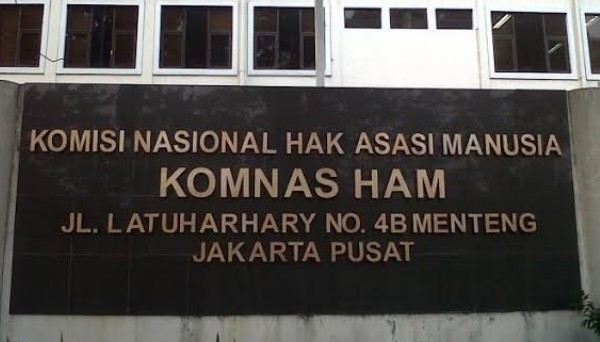 KOMISI NASIONAL HAK ASASI MANUSIA
KOMNAS HAM
JL. LATUHARHARY NO. 4B MENTENG
JAKARTA PUSAT